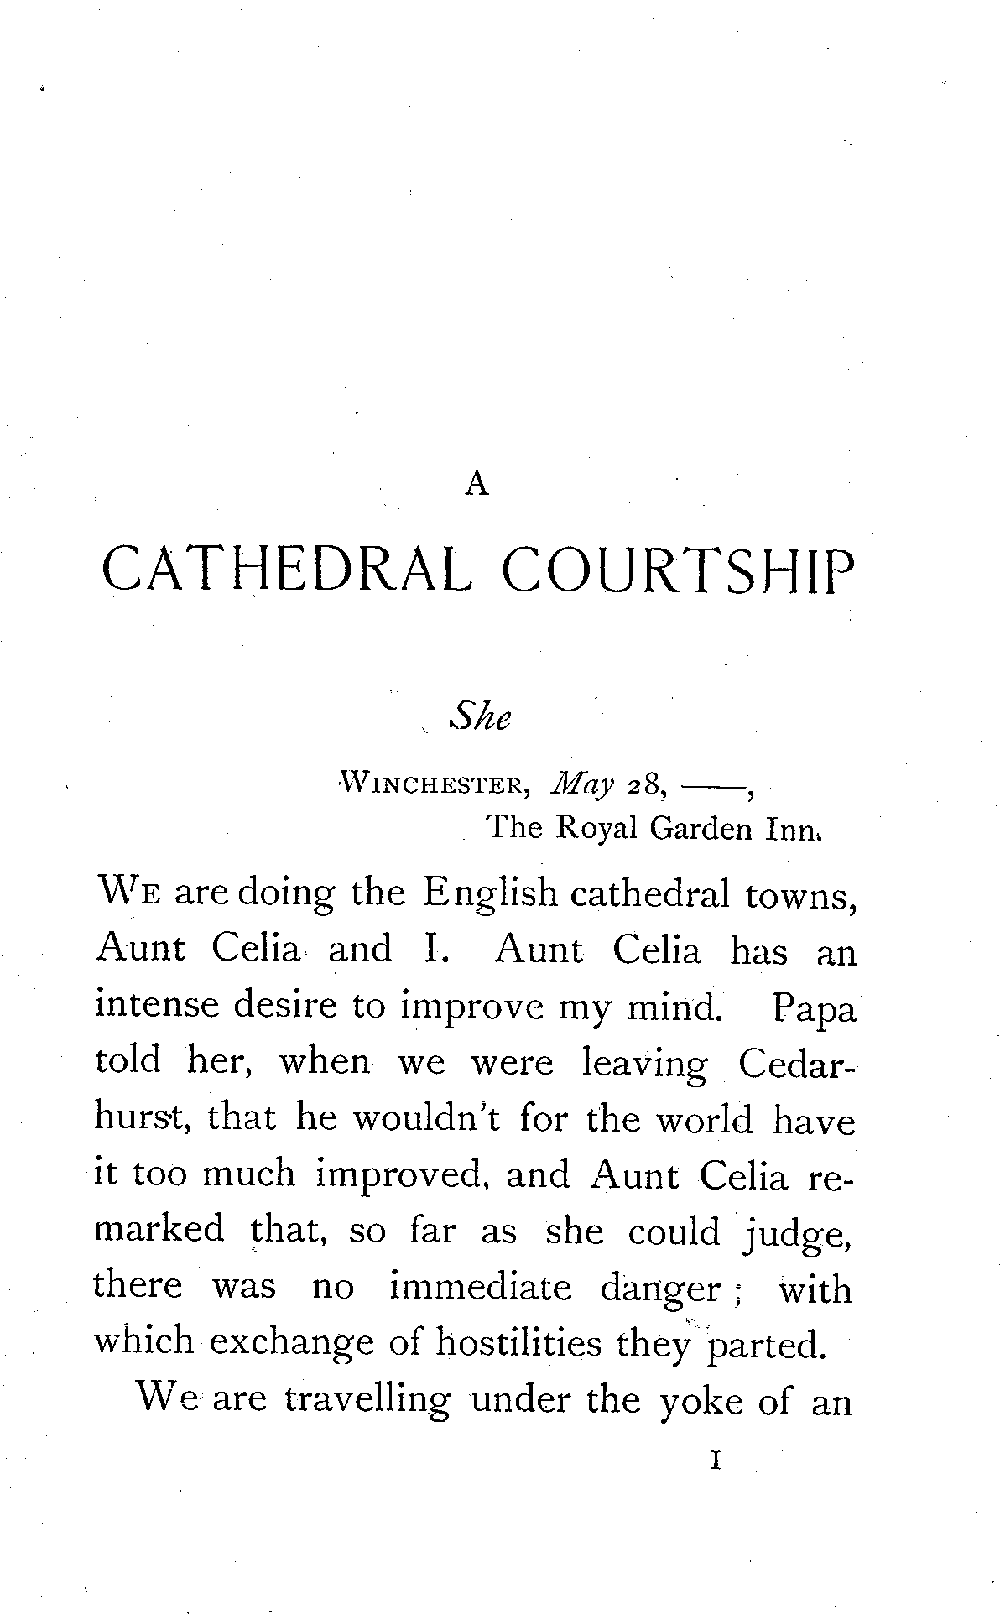 A
CATHEDRAL COURTSHIP
She
WINCHESTER, May 28, ——,
The Royal Garden Inn.
WE are doing the English cathedral towns,
Aunt Celia and I. Aunt Celia has an
intense desire to improve my mind. Papa
told her, when we were leaving Cedar-
hurst, that he wouldn't for the world have
it too much improved, and Aunt Celia re-
marked that, so far as she could judge,
there was no immediate danger; with
which exchange of hostilities they parted.
We are travelling under the yoke of an
I